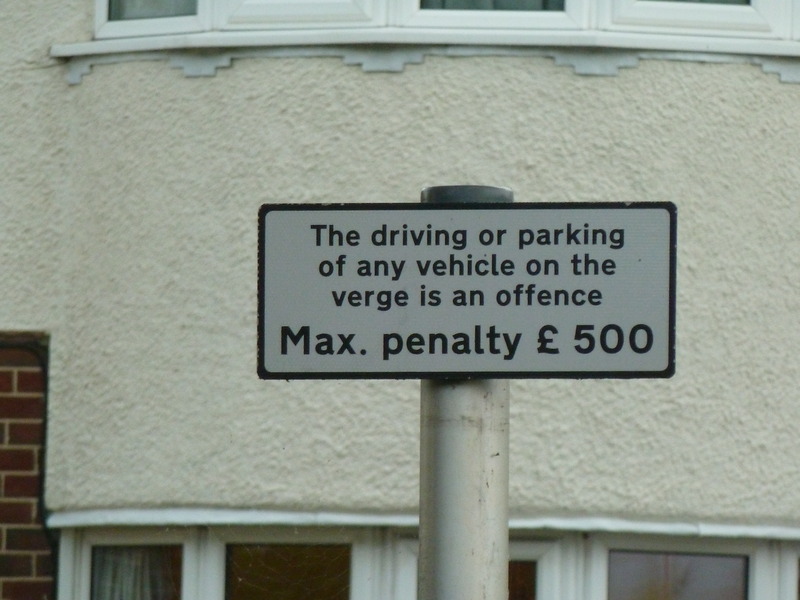 The driving or parking
of any vehicle on the
verge is an offence
Max. penalty £ 500